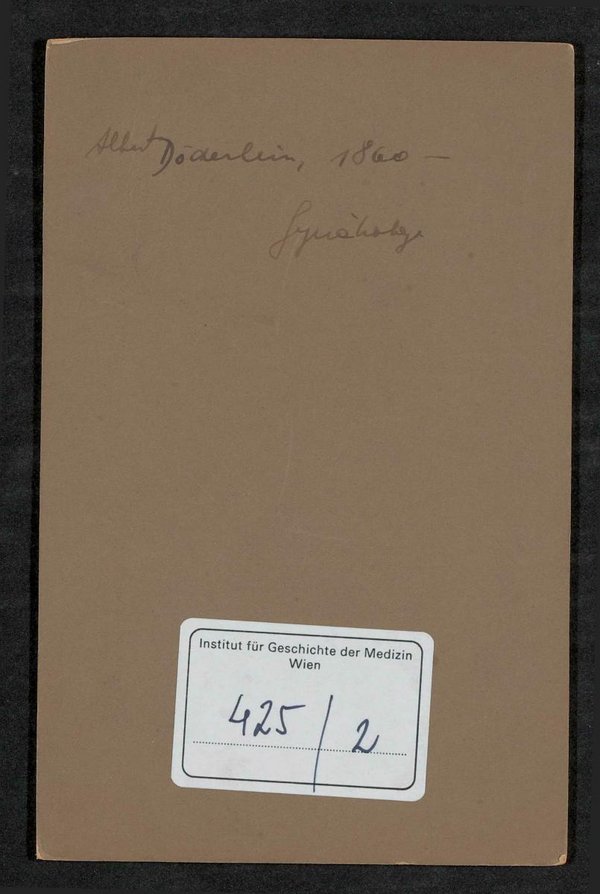 Albert Döderlein, 1860 –
Gynäkologe
Institut für Geschichte der Medizin
Wien
425/2